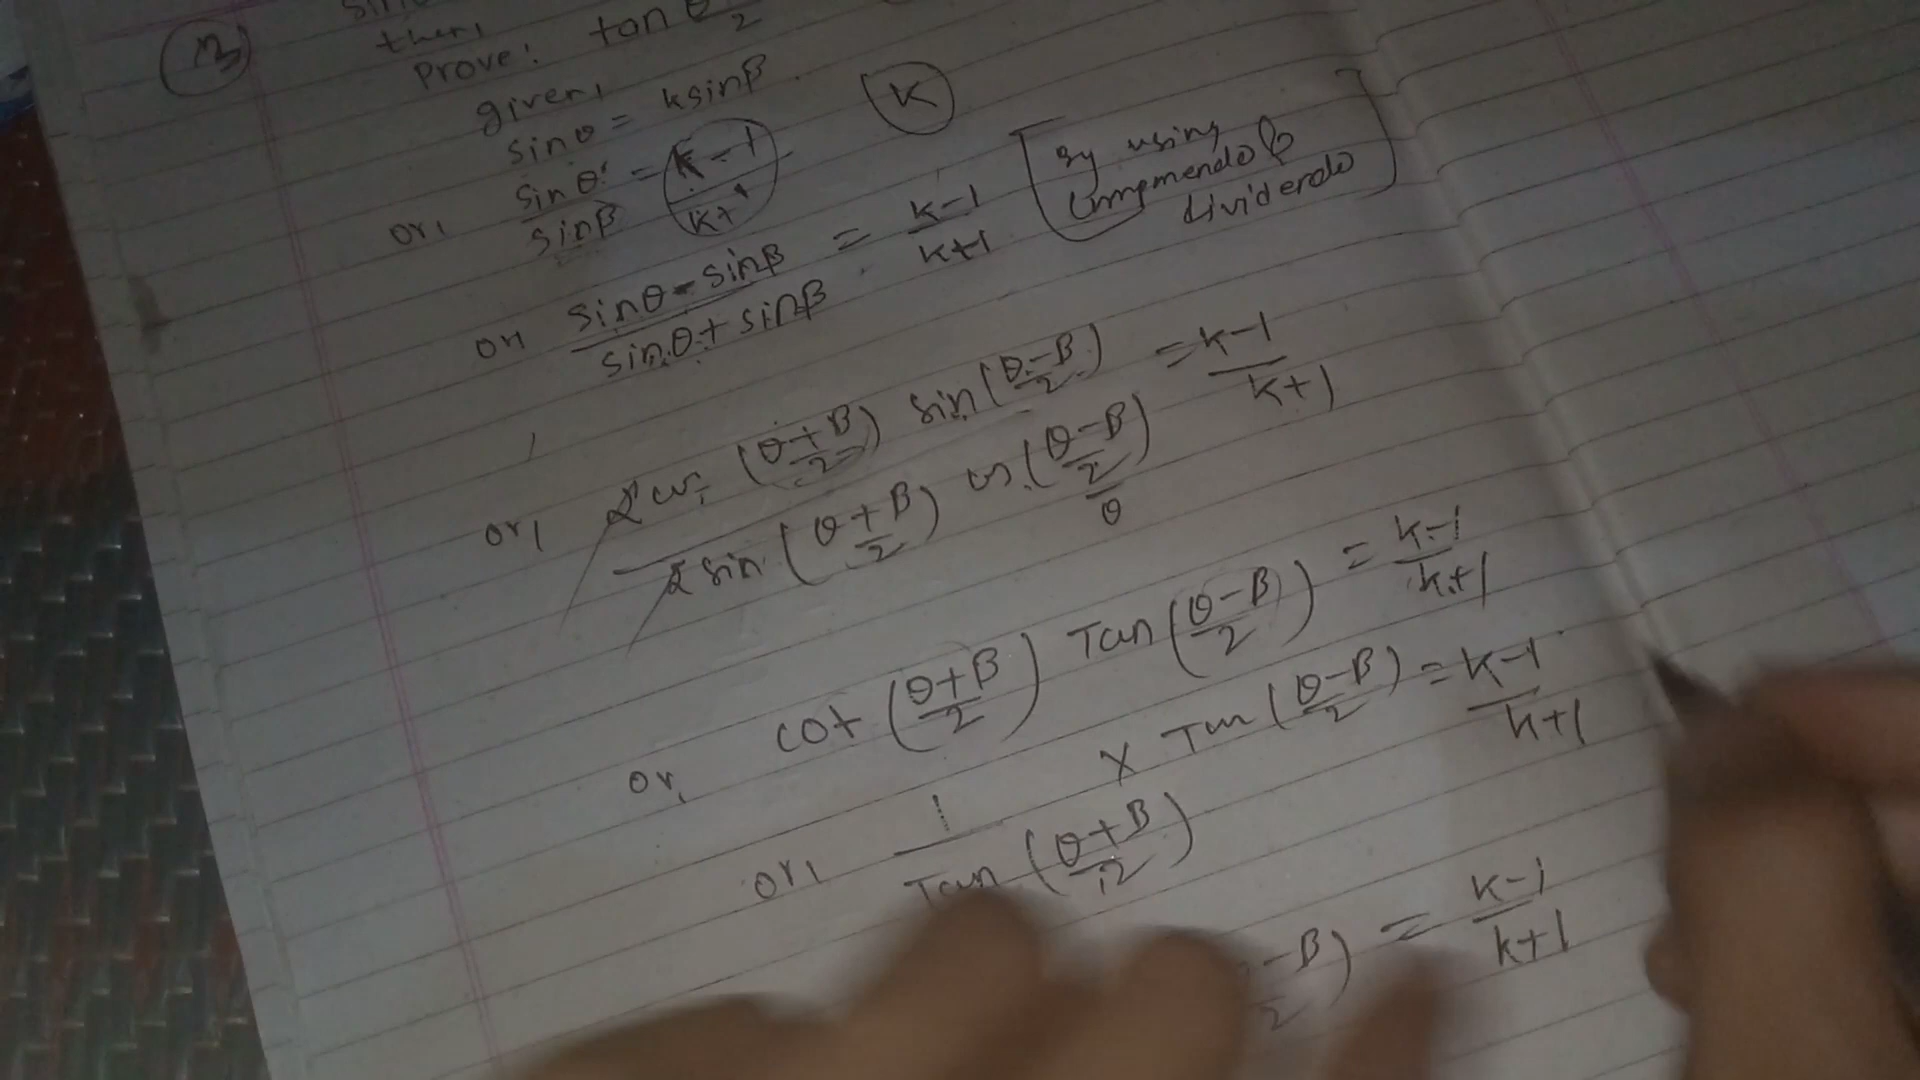 then,
Prove: tan θ/2
given,
sinθ = ksinβ
or, sinθ/sinβ = k-1/k+1 K
or sinθ - sinβ/sinθ + sinβ = k-1/k+1 [By using
dividendo]
or, 2cos (θ+β/2) sin(θ-β/2)/2sin (θ+β/2) cos(θ-β/2) = k-1/k+1
θ
or, cot (θ+β/2) Tan (θ-β/2) = k-1/k+1
or, 1/Tan (θ+β/2) X Tan (θ-β/2) = k-1/k+1
-β/2) = k-1/k+1